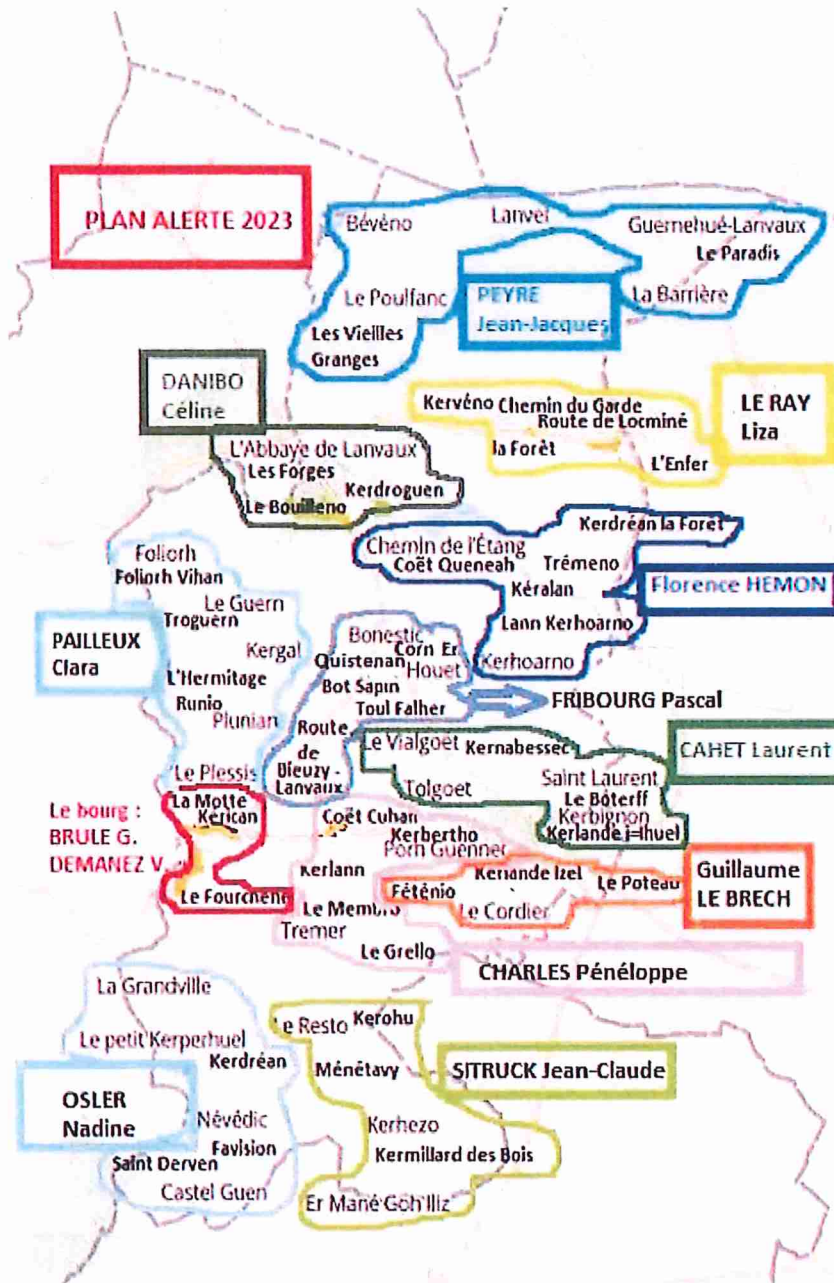 PLAN ALERTE 2023
Bévéno
Lanvel
Guernehué-Lanvaux
Le Paradis
Le Poulfanc
PEYRE
Jean-Jacques
La Barrière
Les Vieilles
Granges
DANIBO
Céline
Kervéno
Chemin du Garde
Route de Locminé
LE RAY
Liza
la Forêt
L'Enfer
L'Abbaye de Lanvaux
Les Forges
Kerdroguen
Le Bouilleno
Kerdréan la Forêt
Chemin de l'Étang
Coët Queneah
Trémeno
Kéralan
Florence HEMON
Lann Kerhoarno
Kerhoarno
Foliorh
Foliorh Vihan
Le Guern
Troguern
PAILLEUX
Clara
Kergal
L'Hermitage
Runio
Plunian
Bonestic
Corn Er
Houet
Quistenan
Bot Sapin
Toul Falher
FRIBOURG Pascal
Route
de
Bieuzy-
Lanvaux
Le Vialgoet
Kernabessec
CAHET Laurent
Tolgoet
Saint Laurent
Le Bôterff
Kerbignon
Le Plessis
La Motte
Kerican
Le bourg :
BRULE G.
DEMANEZ V.
Le Fourchêne
Coët Cuhan
Kerbertho
Porn Guenner
Kerlann
Kerlande Izel
Le Poteau
Guillaume
LE BRECH
Féténio
Le Cordier
Tremer
Le Grello
CHARLES Pénéloppe
La Grandville
Le petit Kerperhuel
Kerdréan
OSLER
Nadine
Névédic
Favision
Saint Derven
Castel Guen
Le Resto
Kerohu
Ménétavy
SITRUCK Jean-Claude
Kerhezo
Kermillard des Bois
Er Mané Goh Iliz